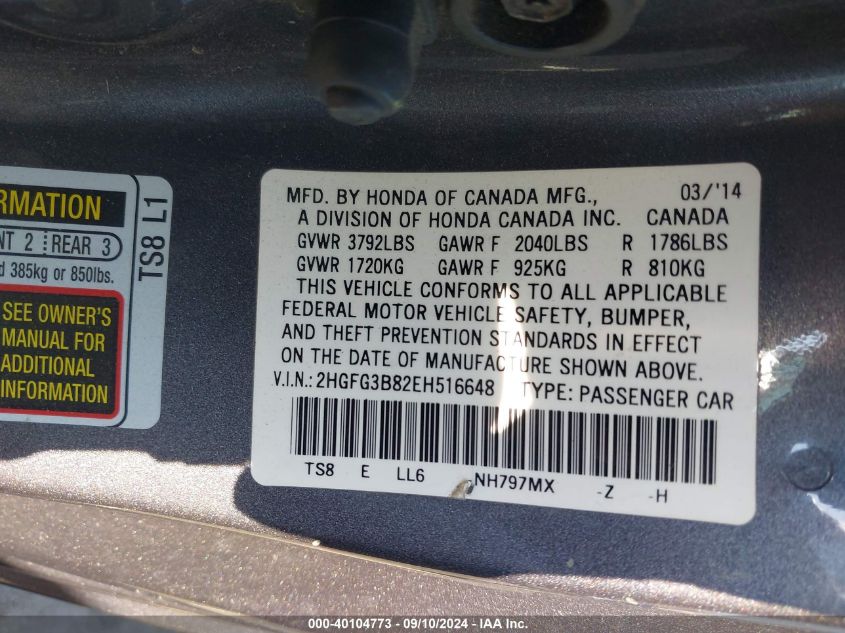 RMATION
NT 2 REAR 3
385kg or 850lbs.
SEE OWNER'S
MANUAL FOR
ADDITIONAL
INFORMATION
TS8 L1
MFD. BY HONDA OF CANADA MFG., 03/'14
A DIVISION OF HONDA CANADA INC. CANADA
GVWR 3792LBS GAWR F 2040LBS R 1786LBS
GVWR 1720KG GAWR F 925KG R 810KG
THIS VEHICLE CONFORMS TO ALL APPLICABLE
FEDERAL MOTOR VEHICLE SAFETY, BUMPER,
AND THEFT PREVENTION STANDARDS IN EFFECT
ON THE DATE OF MANUFACTURE SHOWN ABOVE.
V.I.N.: 2HGFG3B82EH516648 TYPE: PASSENGER CAR
TS8 E LL6 NH797MX -Z -H
000-40104773 - 09/10/2024 - IAA Inc.